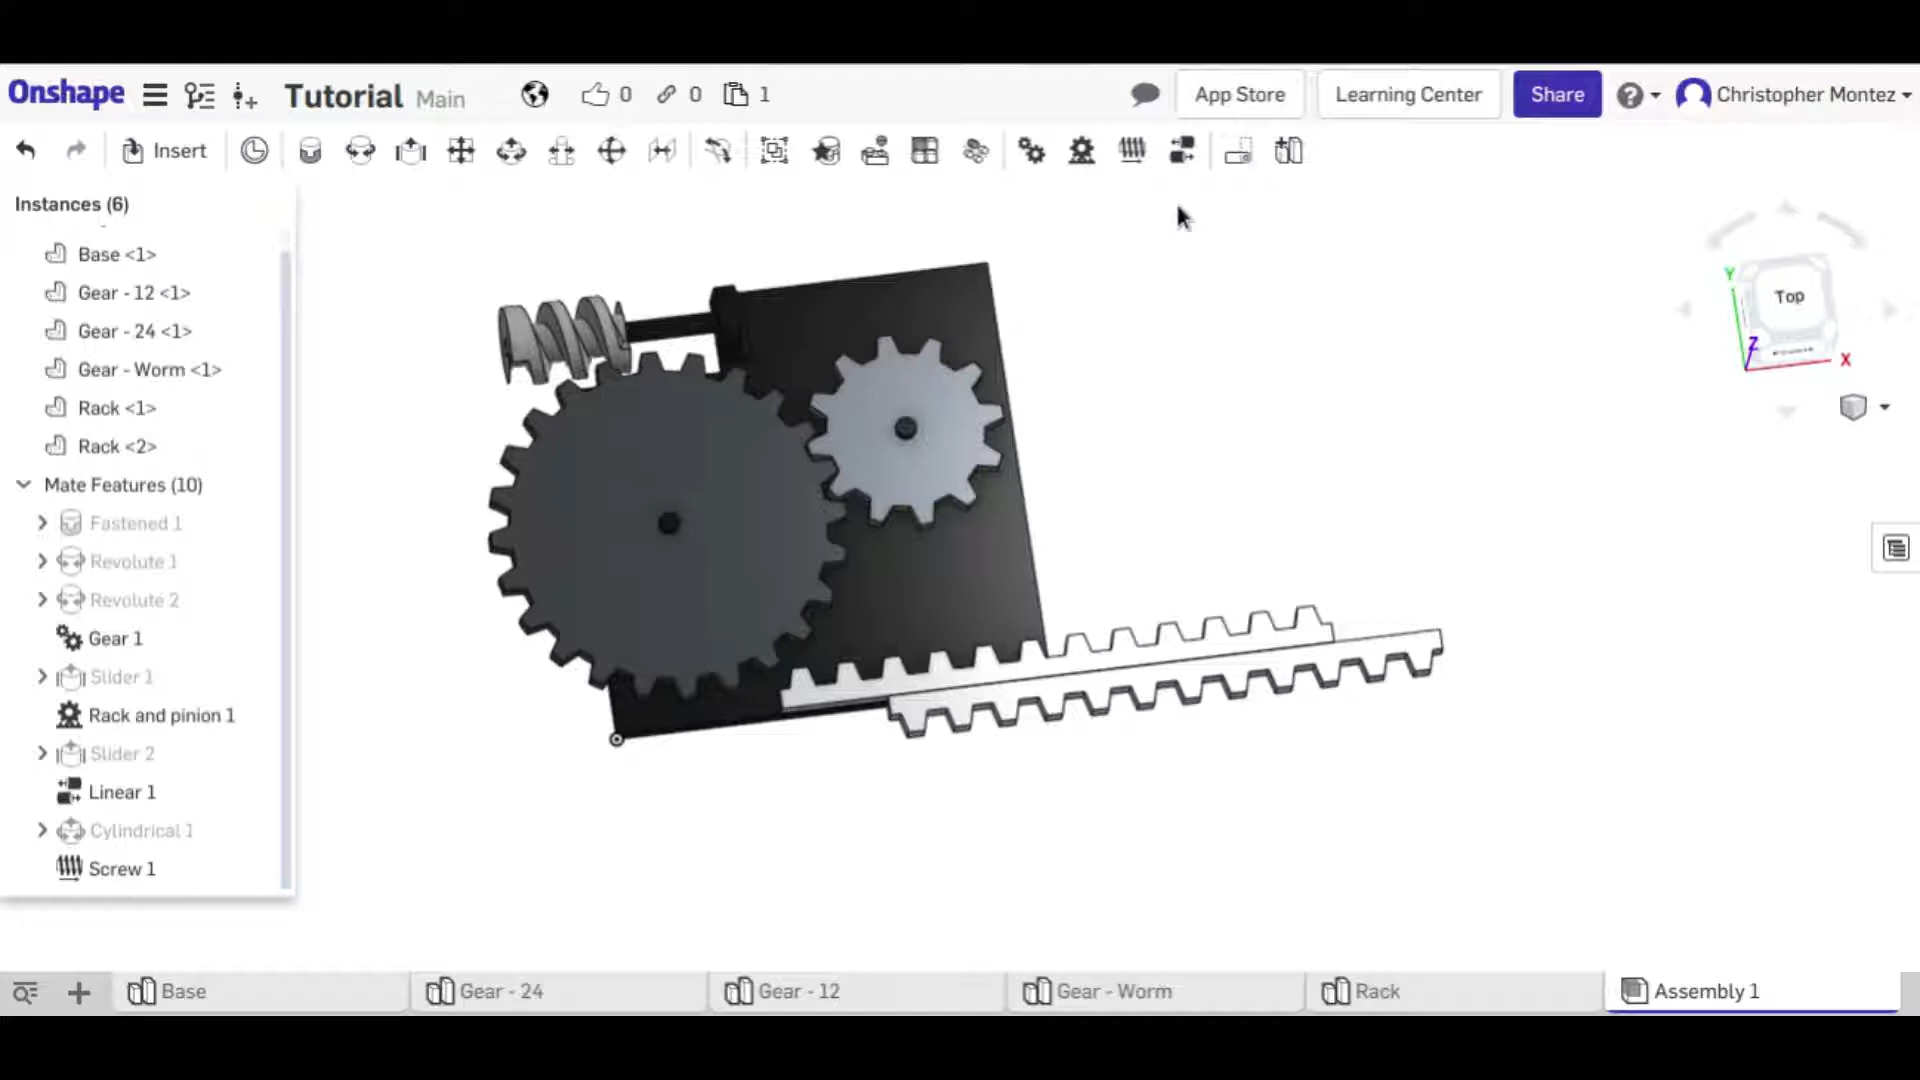 Onshape Tutorial Main 0 0 1 App Store Learning Center Share Christopher Montez
Insert
Instances (6)
Base <1>
Gear - 12 <1>
Gear - 24 <1>
Gear - Worm <1>
Rack <1>
Rack <2>
Mate Features (10)
Fastened 1
Revolute 1
Revolute 2
Gear 1
Slider 1
Rack and pinion 1
Slider 2
Linear 1
Cylindrical 1
Screw 1
Y
Top
Z
X
Base Gear - 24 Gear - 12 Gear - Worm Rack Assembly 1